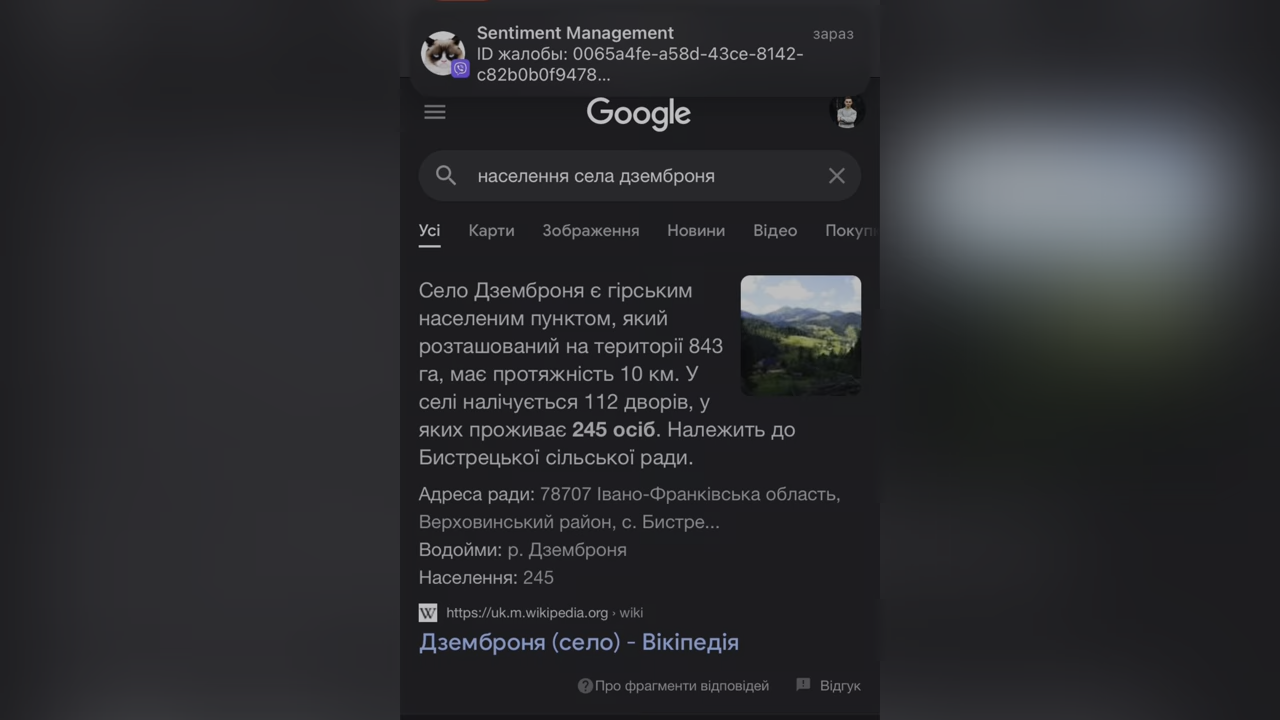 Sentiment Management
зараз
ID жалобы: 0065a4fe-a58d-43ce-8142-
c82b0b0f9478...
Google
населення села дземброня
Усі Карти Зображення Новини Відео Покуп
Село Дземброня є гірським
населеним пунктом, який
розташований на території 843
га, має протяжність 10 км. У
селі налічується 112 дворів, у
яких проживає 245 осіб. Належить до
Бистрецької сільської ради.
Адреса ради: 78707 Івано-Франківська область,
Верховинський район, с. Бистре...
Водойми: р. Дземброня
Населення: 245
W https://uk.m.wikipedia.org › wiki
Дземброня (село) - Вікіпедія
Про фрагменти відповідей Відгук